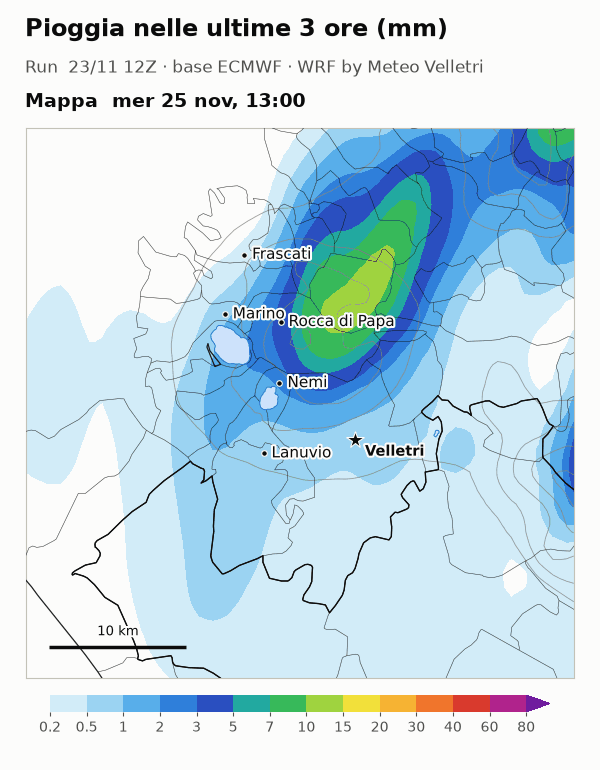 Pioggia nelle ultime 3 ore (mm)
Run  23/11 12Z · base ECMWF · WRF by Meteo Velletri
Mappa  mer 25 nov, 13:00
Frascati
Marino
Rocca di Papa
Nemi
Velletri
Lanuvio
10 km
0.2 0.5 1 2 3 5 7 10 15 20 30 40 60 80